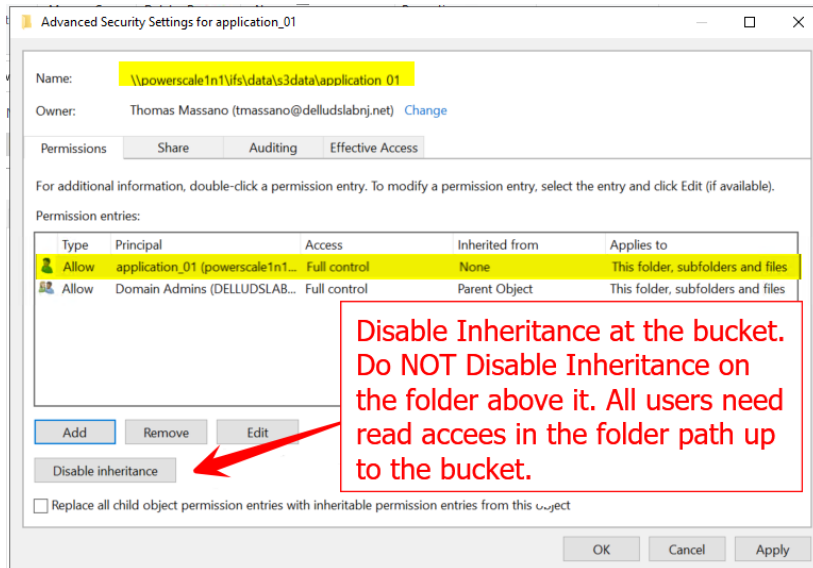 Advanced Security Settings for application_01
Name: \\powerscale1n1\ifs\data\s3data\application_01
Owner: Thomas Massano (tmassano@delludslabnj.net) Change
Permissions Share Auditing Effective Access
For additional information, double-click a permission entry. To modify a permission entry, select the entry and click Edit (if available).
Permission entries:
Type Principal Access Inherited from Applies to
Allow application_01 (powerscale1n1... Full control None This folder, subfolders and files
Allow Domain Admins (DELLUDSLAB... Full control Parent Object This folder, subfolders and files
Disable Inheritance at the bucket.
Do NOT Disable Inheritance on
the folder above it. All users need
read accees in the folder path up
to the bucket.
Add Remove Edit
Disable inheritance
Replace all child object permission entries with inheritable permission entries from this object
OK Cancel Apply